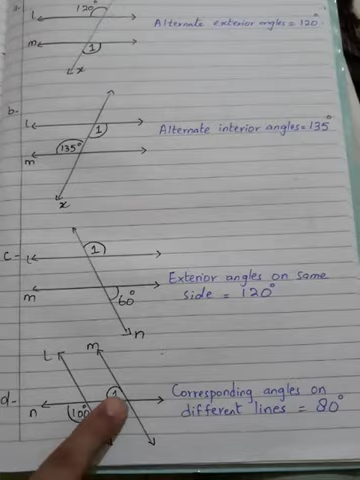 a.
120°
L
Alternate exterior angles = 120°.
m
1
x
b-
L
1
Alternate interior angles=135°
135°
m
x
c-
1
L
Exterior angles on same
side = 120°
m
60°
n
L
m
d-
1
Corresponding angles on
different lines = 80°
n